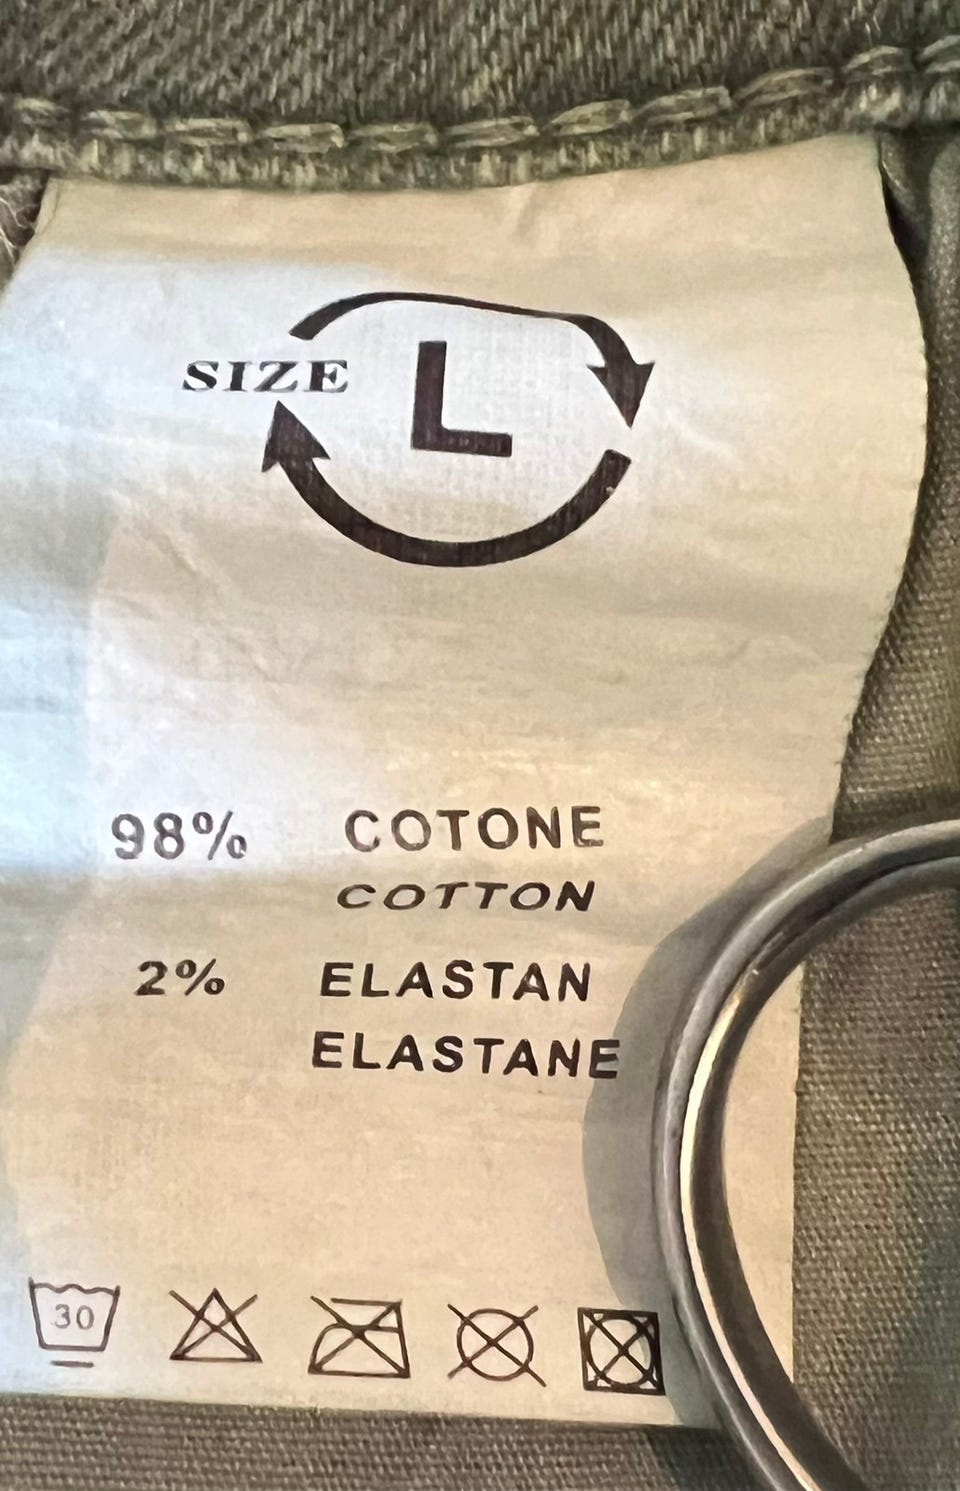 SIZE L
98% COTONE
COTTON
2% ELASTAN
ELASTANE
30